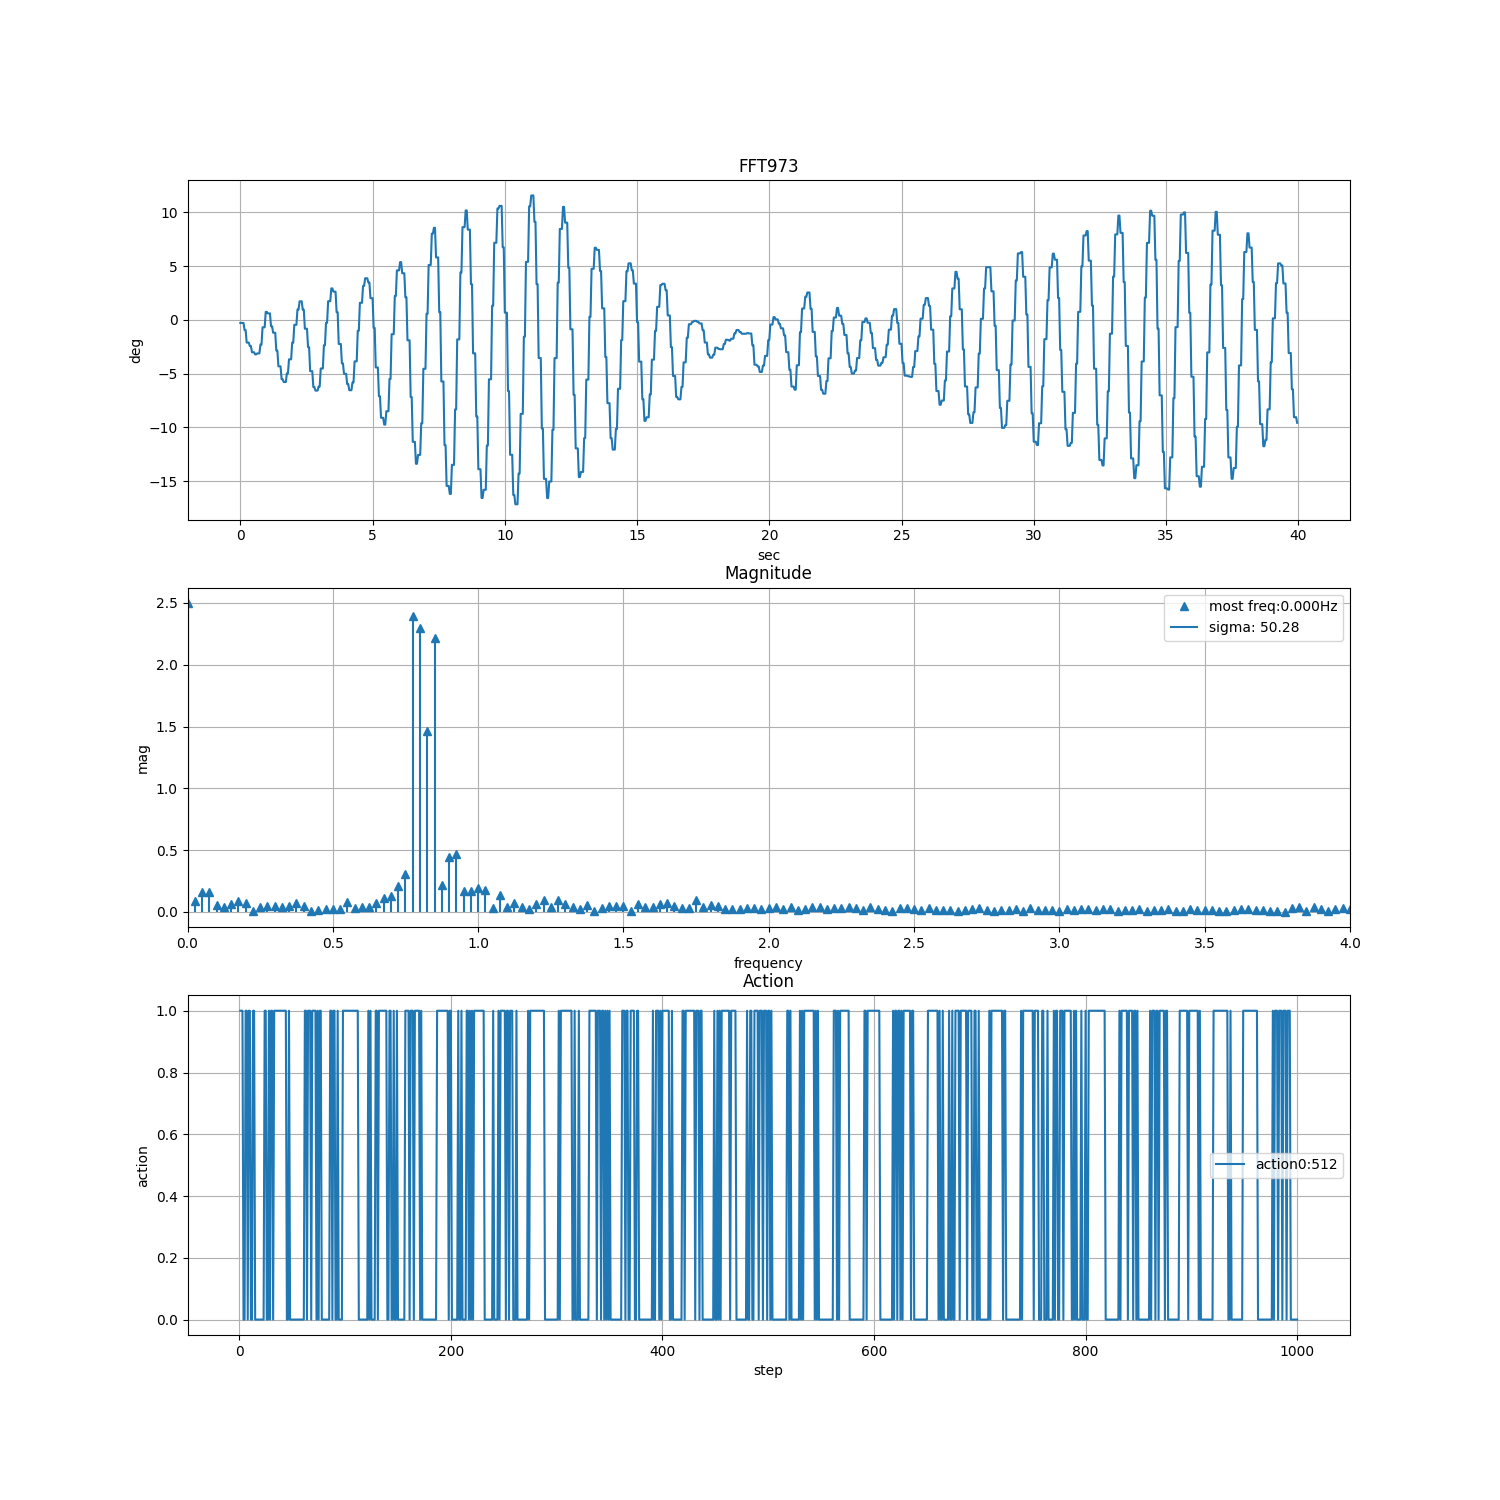 FFT973
10
5
0
−5
−10
−15
deg
0 5 10 15 20 25 30 35 40
sec
Magnitude
2.5
2.0
1.5
1.0
0.5
0.0
mag
most freq:0.000Hz
sigma: 50.28
0.0 0.5 1.0 1.5 2.0 2.5 3.0 3.5 4.0
frequency
Action
1.0
0.8
0.6
0.4
0.2
0.0
action
action0:512
0 200 400 600 800 1000
step